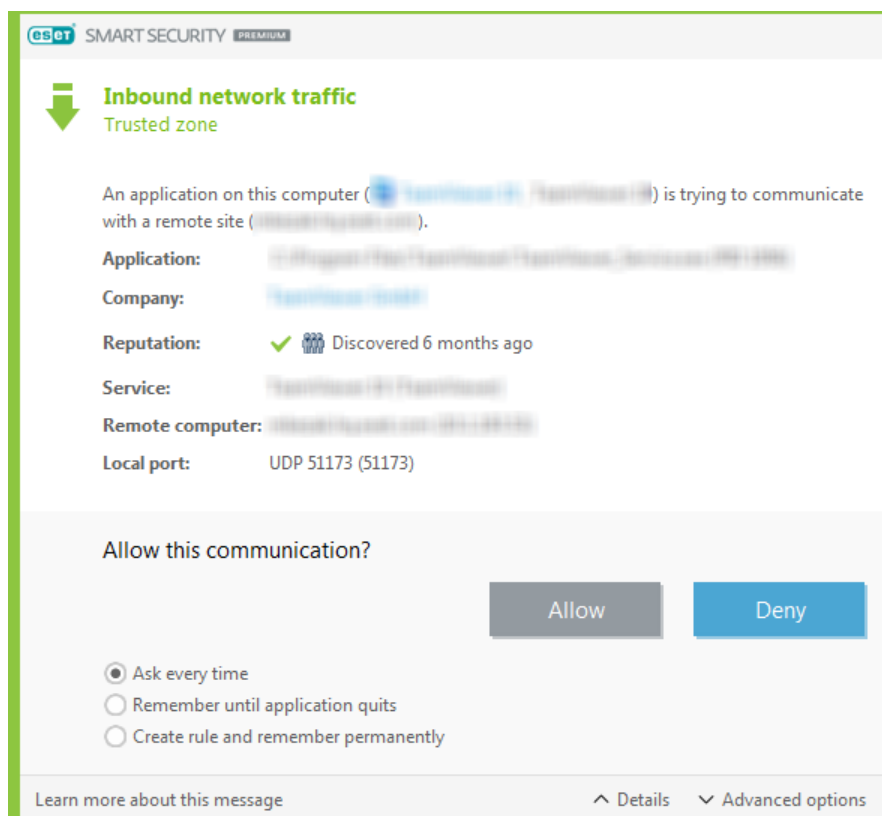 eset SMART SECURITY PREMIUM
Inbound network traffic
Trusted zone
An application on this computer ( ) is trying to communicate
with a remote site ( ).
Application:
Company:
Reputation: Discovered 6 months ago
Service:
Remote computer:
Local port: UDP 51173 (51173)
Allow this communication?
Allow Deny
Ask every time
Remember until application quits
Create rule and remember permanently
Learn more about this message Details Advanced options